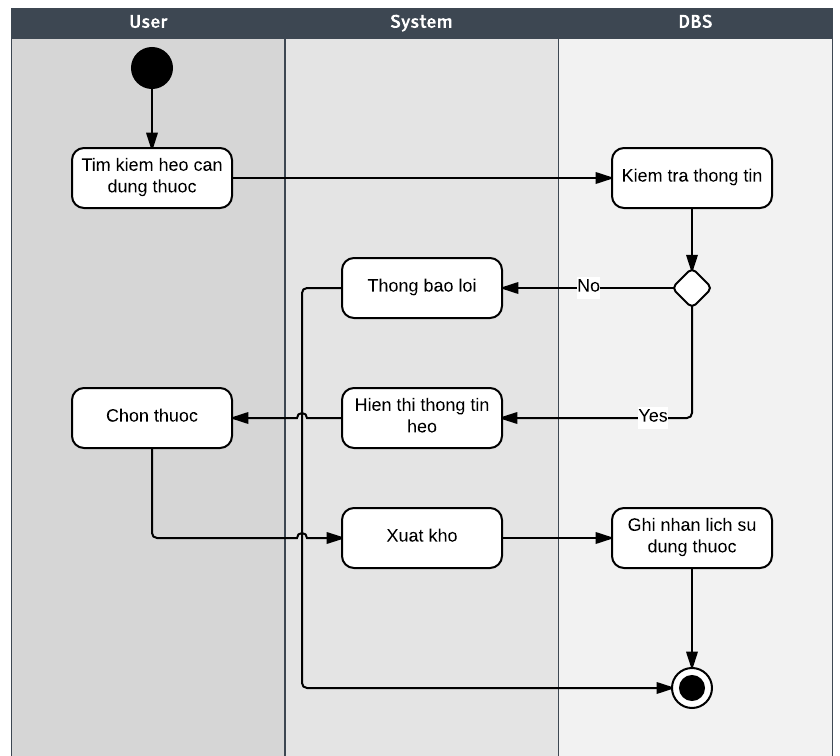 User
System
DBS
Tim kiem heo can
dung thuoc
Kiem tra thong tin
Thong bao loi
No
Chon thuoc
Hien thi thong tin
heo
Yes
Xuat kho
Ghi nhan lich su
dung thuoc